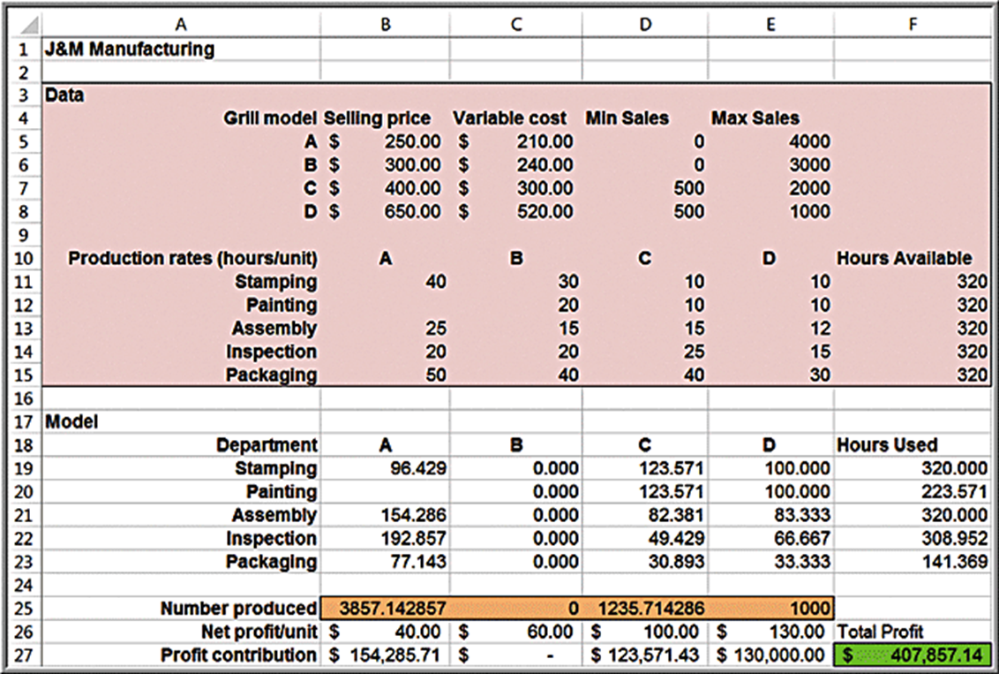 A B C D E F
1 J&M Manufacturing
2
3 Data
4 Grill model Selling price Variable cost Min Sales Max Sales
5 A $ 250.00 $ 210.00 0 4000
6 B $ 300.00 $ 240.00 0 3000
7 C $ 400.00 $ 300.00 500 2000
8 D $ 650.00 $ 520.00 500 1000
9
10 Production rates (hours/unit) A B C D Hours Available
11 Stamping 40 30 10 10 320
12 Painting 20 10 10 320
13 Assembly 25 15 15 12 320
14 Inspection 20 20 25 15 320
15 Packaging 50 40 40 30 320
16
17 Model
18 Department A B C D Hours Used
19 Stamping 96.429 0.000 123.571 100.000 320.000
20 Painting 0.000 123.571 100.000 223.571
21 Assembly 154.286 0.000 82.381 83.333 320.000
22 Inspection 192.857 0.000 49.429 66.667 308.952
23 Packaging 77.143 0.000 30.893 33.333 141.369
24
25 Number produced 3857.142857 0 1235.714286 1000
26 Net profit/unit $ 40.00 $ 60.00 $ 100.00 $ 130.00 Total Profit
27 Profit contribution $ 154,285.71 $ - $ 123,571.43 $ 130,000.00 $ 407,857.14